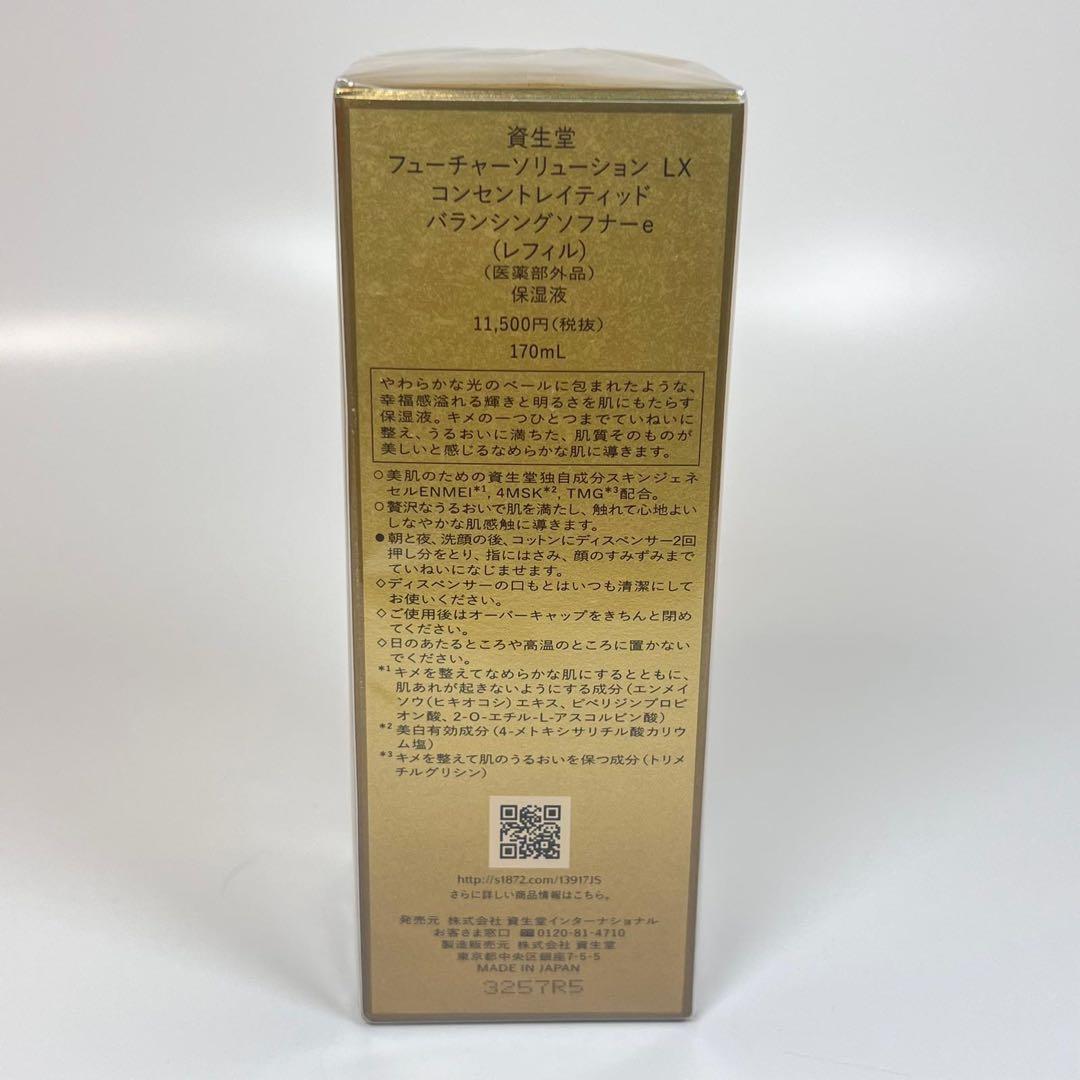 資生堂
フューチャーソリューション LX
コンセントレイティッド
バランシングソフナーe
(レフィル)
(医薬部外品)
保湿液
11,500円(税抜)
170mL
やわらかな光のベールに包まれたような、
幸福感溢れる輝きと明るさを肌にもたらす
保湿液。キメの一つひとつまでていねいに
整え、うるおいに満ちた、肌質そのものが
美しいと感じるなめらかな肌に導きます。
○美肌のための資生堂独自成分スキンジェネ
セルENMEI*1, 4MSK*2, TMG*3配合。
○贅沢なうるおいで肌を満たし、触れて心地よい
しなやかな肌感触に導きます。
●朝と夜、洗顔の後、コットンにディスペンサー2回
押し分をとり、指にはさみ、顔のすみずみまで
ていねいになじませます。
◇ディスペンサーの口もとはいつも清潔にして
お使いください。
◇ご使用後はオーバーキャップをきちんと閉め
てください。
◇日のあたるところや高温のところに置かない
でください。
*1 キメを整えてなめらかな肌にするとともに、
肌あれが起きないようにする成分(エンメイ
ソウ(ヒキオコシ)エキス、ピペリジンプロピ
オン酸、2-O-エチル-L-アスコルビン酸)
*2 美白有効成分(4-メトキシサリチル酸カリウ
ム塩)
*3 キメを整えて肌のうるおいを保つ成分(トリメ
チルグリシン)
http://s1872.com/13917JS
さらに詳しい商品情報はこちら。
発売元 株式会社 資生堂インターナショナル
お客さま窓口 0120-81-4710
製造販売元 株式会社 資生堂
東京都中央区銀座7-5-5
MADE IN JAPAN
3257R5